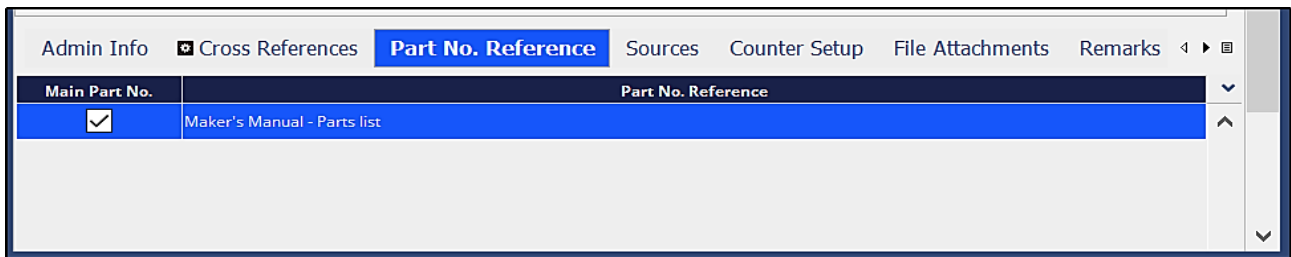 Admin Info Cross References Part No. Reference Sources Counter Setup File Attachments Remarks
Main Part No. Part No. Reference
Maker's Manual - Parts list